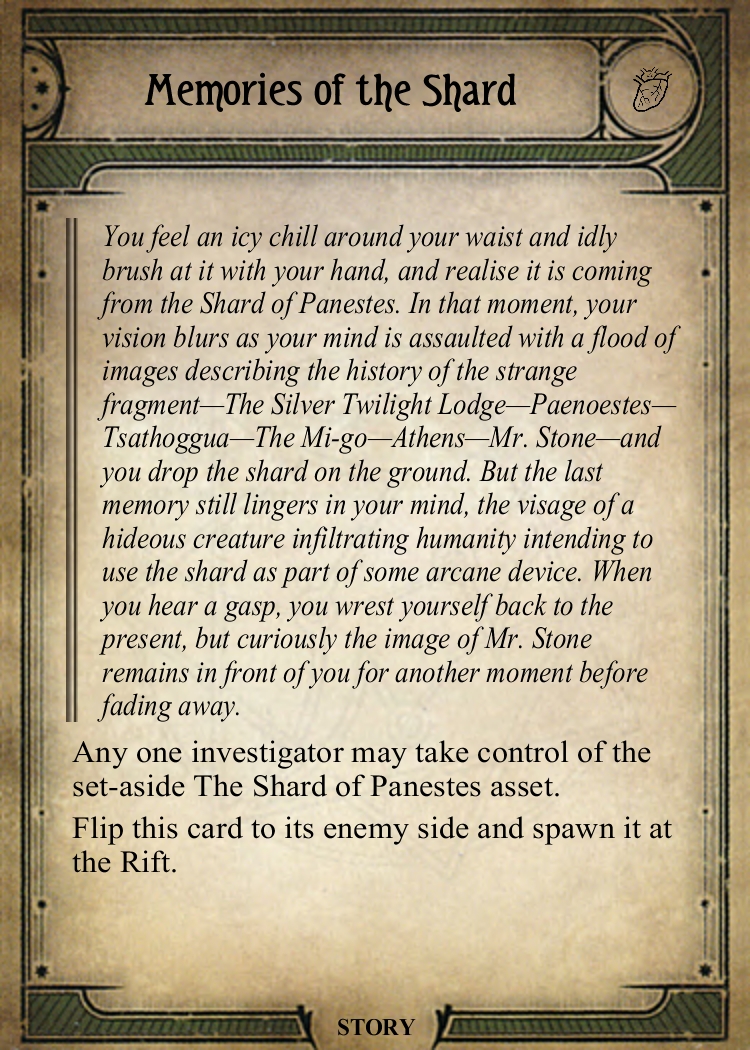 Memories of the Shard
You feel an icy chill around your waist and idly
brush at it with your hand, and realise it is coming
from the Shard of Panestes. In that moment, your
vision blurs as your mind is assaulted with a flood of
images describing the history of the strange
fragment—The Silver Twilight Lodge—Paenoestes—
Tsathoggua—The Mi-go—Athens—Mr. Stone—and
you drop the shard on the ground. But the last
memory still lingers in your mind, the visage of a
hideous creature infiltrating humanity intending to
use the shard as part of some arcane device. When
you hear a gasp, you wrest yourself back to the
present, but curiously the image of Mr. Stone
remains in front of you for another moment before
fading away.
Any one investigator may take control of the
set-aside The Shard of Panestes asset.
Flip this card to its enemy side and spawn it at
the Rift.
STORY